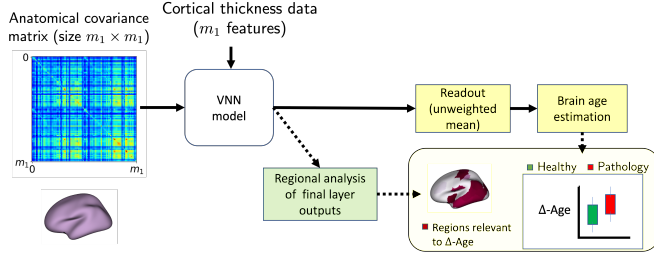 Anatomical covariance
matrix (size m₁ × m₁)
Cortical thickness data
(m₁ features)
0
m₁
0
m₁
VNN
model
Readout
(unweighted
mean)
Brain age
estimation
Regional analysis
of final layer
outputs
Regions relevant
to Δ-Age
Healthy
Pathology
Δ-Age